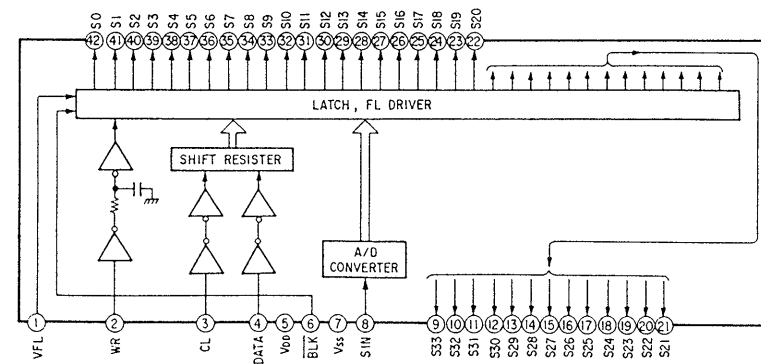 S0 S1 S2 S3 S4 S5 S6 S7 S8 S9 S10 S11 S12 S13 S14 S15 S16 S17 S18 S19 S20
42 41 40 39 38 37 36 35 34 33 32 31 30 29 28 27 26 25 24 23 22
LATCH, FL DRIVER
SHIFT RESISTER
A/D
CONVERTER
1 2 3 4 5 6 7 8 9 10 11 12 13 14 15 16 17 18 19 20 21
VFL WR CL DATA VDD BLK VSS SIN S33 S32 S31 S30 S29 S28 S27 S26 S25 S24 S23 S22 S21